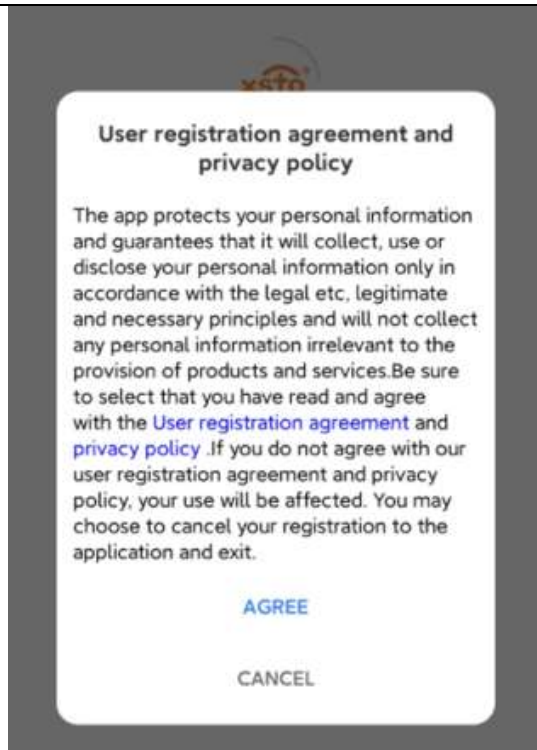 xsto
User registration agreement and
privacy policy
The app protects your personal information
and guarantees that it will collect, use or
disclose your personal information only in
accordance with the legal etc, legitimate
and necessary principles and will not collect
any personal information irrelevant to the
provision of products and services.Be sure
to select that you have read and agree
with the User registration agreement and
privacy policy .If you do not agree with our
user registration agreement and privacy
policy, your use will be affected. You may
choose to cancel your registration to the
application and exit.
AGREE
CANCEL